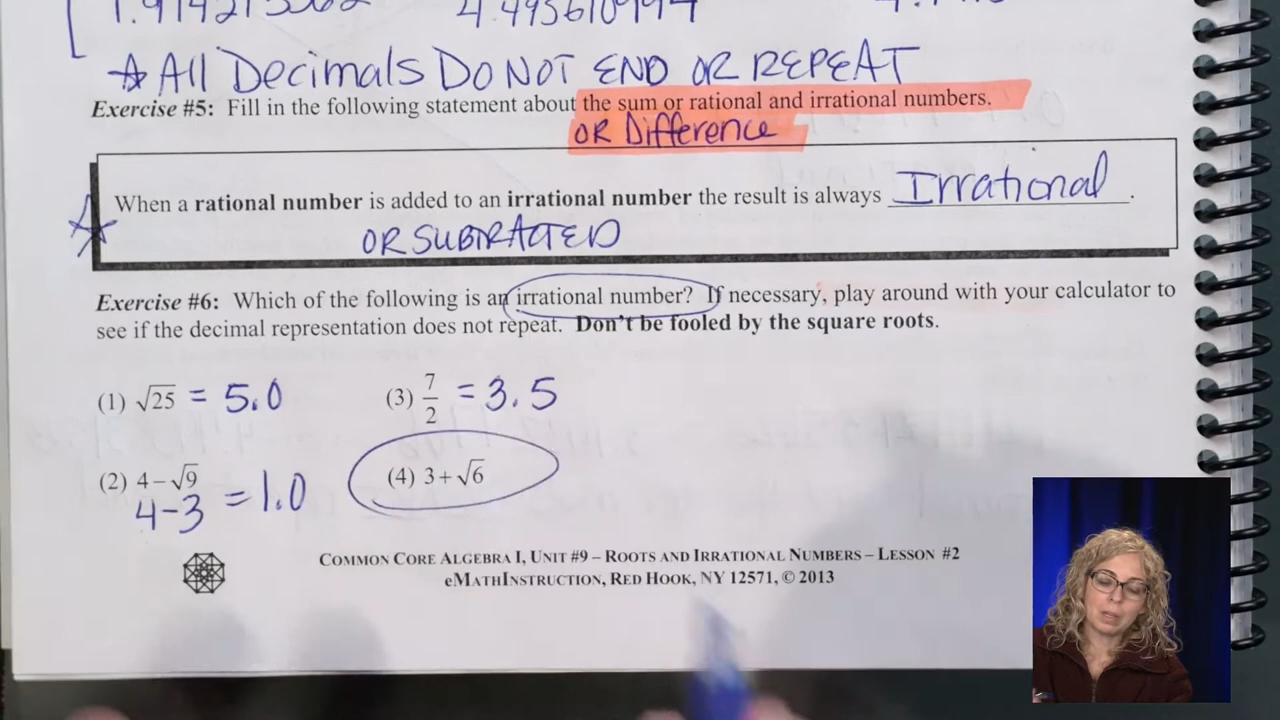 ☆ All Decimals DO NOT END OR REPEAT
Exercise #5: Fill in the following statement about the sum or rational and irrational numbers.
OR Difference
When a rational number is added to an irrational number the result is always Irrational.
OR SUBTRACTED
Exercise #6: Which of the following is an irrational number? If necessary, play around with your calculator to
see if the decimal representation does not repeat. Don't be fooled by the square roots.
(1) √25 = 5.0
(3) 7/2 = 3.5
(2) 4-√9
4-3 = 1.0
(4) 3+√6
COMMON CORE ALGEBRA I, UNIT #9 – ROOTS AND IRRATIONAL NUMBERS – LESSON #2
eMATHINSTRUCTION, RED HOOK, NY 12571, © 2013